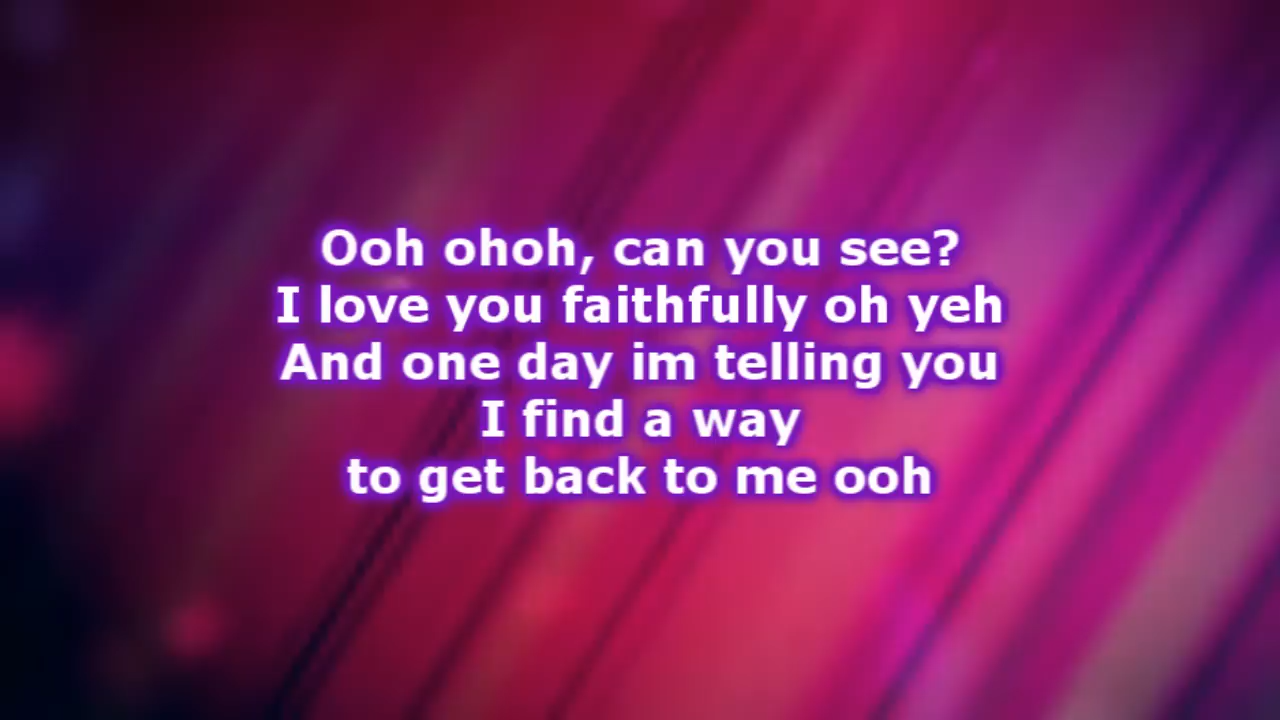 Ooh ohoh, can you see?
I love you faithfully oh yeh
And one day im telling you
I find a way
to get back to me ooh